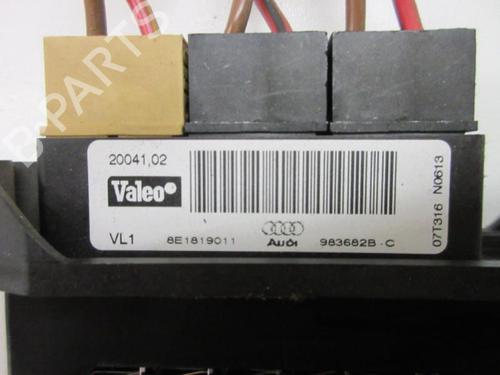 B-PARTS
20041,02
Valeo
VL1
8E1819011
Audi
983682B-C
07T316 N0613